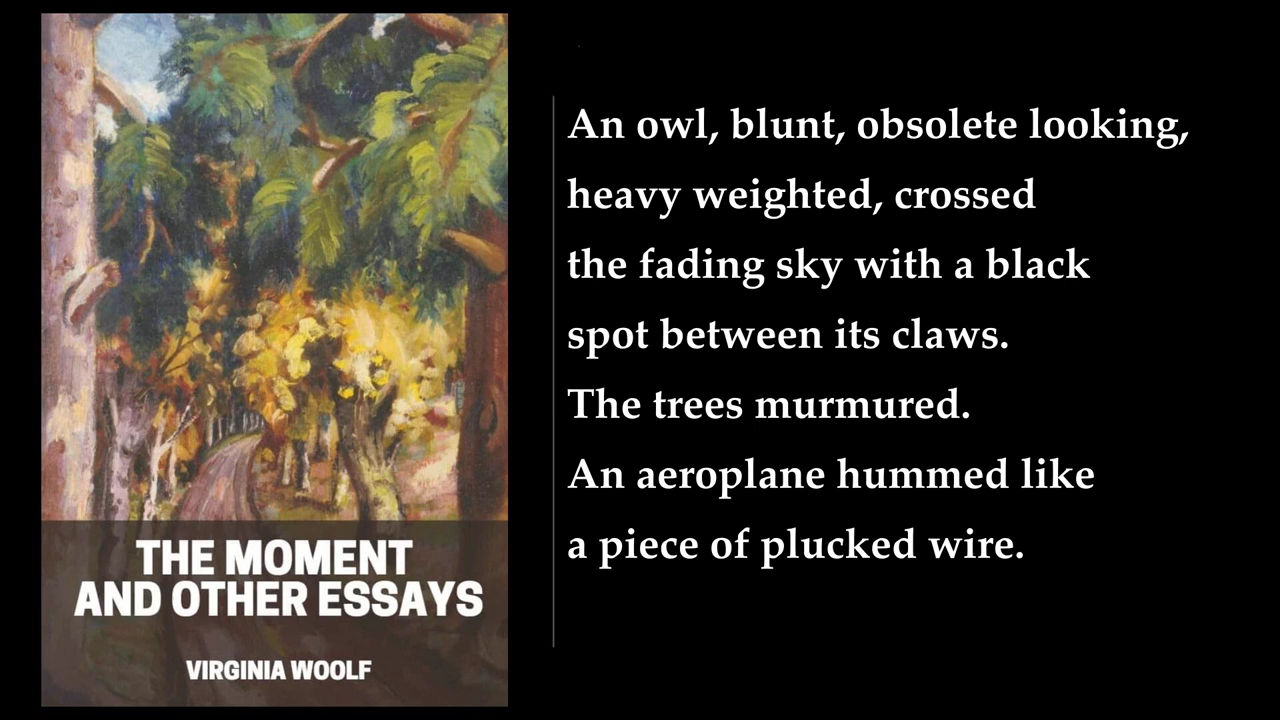 THE MOMENT
AND OTHER ESSAYS
VIRGINIA WOOLF
An owl, blunt, obsolete looking,
heavy weighted, crossed
the fading sky with a black
spot between its claws.
The trees murmured.
An aeroplane hummed like
a piece of plucked wire.